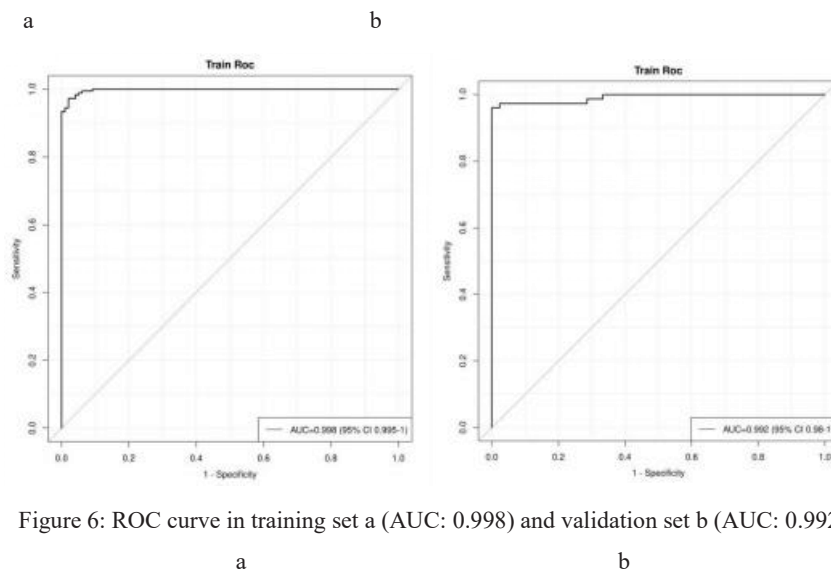 a b
Train Roc
Sensitivity
1.0
0.8
0.6
0.4
0.2
0.0
AUC=0.998 (95% CI 0.995-1)
0.0 0.2 0.4 0.6 0.8 1.0
1 - Specificity
Train Roc
Sensitivity
1.0
0.8
0.6
0.4
0.2
0.0
AUC=0.992 (95% CI 0.98-1
0.0 0.2 0.4 0.6 0.8 1.0
1 - Specificity
Figure 6: ROC curve in training set a (AUC: 0.998) and validation set b (AUC: 0.992
a b